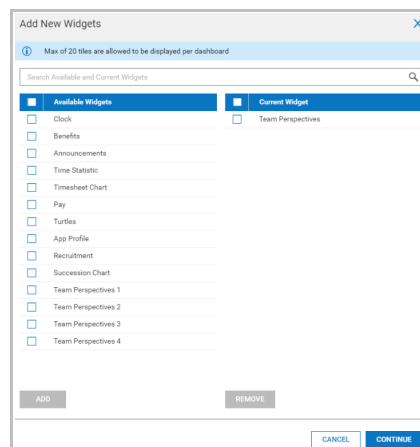 Add New Widgets
Max of 20 tiles are allowed to be displayed per dashboard
Search Available and Current Widgets
Available Widgets
Clock
Benefits
Announcements
Time Statistic
Timesheet Chart
Pay
Turtles
App Profile
Recruitment
Succession Chart
Team Perspectives 1
Team Perspectives 2
Team Perspectives 3
Team Perspectives 4
ADD
Current Widget
Team Perspectives
REMOVE
CANCEL
CONTINUE